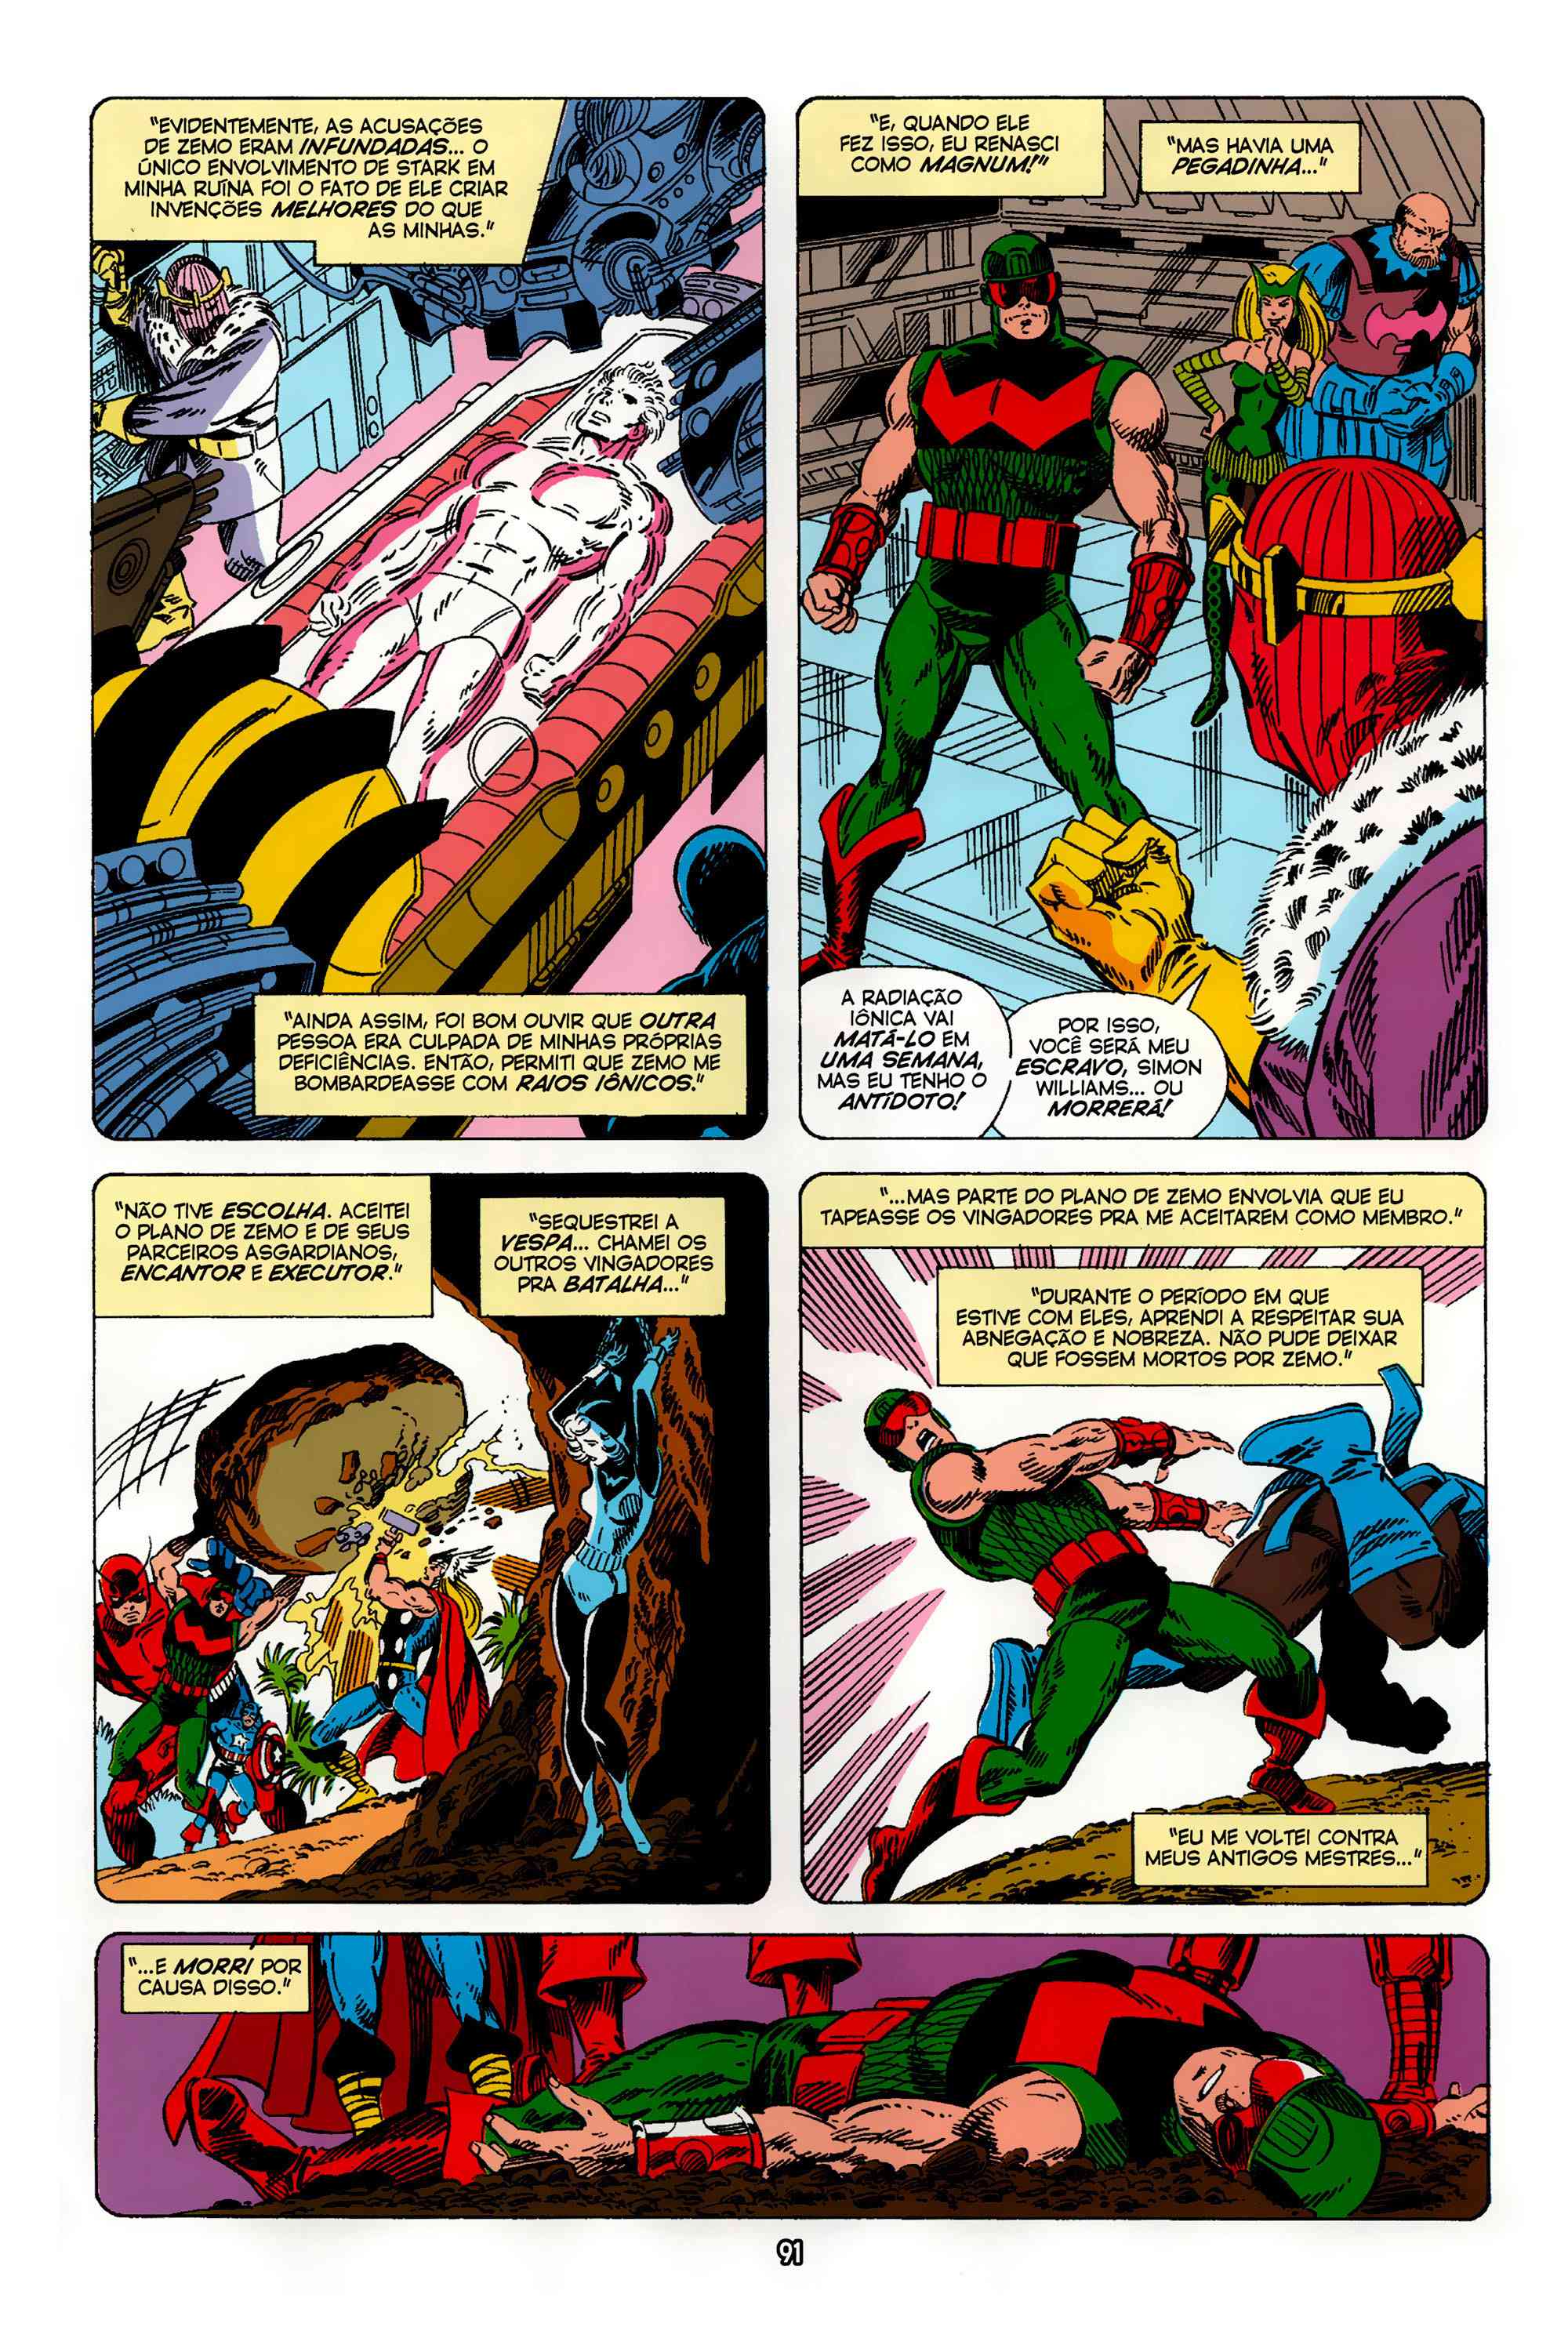 "EVIDENTEMENTE, AS ACUSAÇÕES
DE ZEMO ERAM INFUNDADAS... O
ÚNICO ENVOLVIMENTO DE STARK EM
MINHA RUÍNA FOI O FATO DE ELE CRIAR
INVENÇÕES MELHORES DO QUE
AS MINHAS."
"AINDA ASSIM, FOI BOM OUVIR QUE OUTRA
PESSOA ERA CULPADA DE MINHAS PRÓPRIAS
DEFICIÊNCIAS. ENTÃO, PERMITI QUE ZEMO ME
BOMBARDEASSE COM RAIOS IÔNICOS."
"E, QUANDO ELE
FEZ ISSO, EU RENASCI
COMO MAGNUM!"
"MAS HAVIA UMA
PEGADINHA..."
A RADIAÇÃO
IÔNICA VAI
MATÁ-LO EM
UMA SEMANA,
MAS EU TENHO O
ANTÍDOTO!
POR ISSO,
VOCÊ SERÁ MEU
ESCRAVO, SIMON
WILLIAMS... OU
MORRERÁ!
"NÃO TIVE ESCOLHA. ACEITEI
O PLANO DE ZEMO E DE SEUS
PARCEIROS ASGARDIANOS,
ENCANTOR E EXECUTOR."
"SEQUESTREI A
VESPA... CHAMEI OS
OUTROS VINGADORES
PRA BATALHA..."
"...MAS PARTE DO PLANO DE ZEMO ENVOLVIA QUE EU
TAPEASSE OS VINGADORES PRA ME ACEITAREM COMO MEMBRO."
"DURANTE O PERÍODO EM QUE
ESTIVE COM ELES, APRENDI A RESPEITAR SUA
ABNEGAÇÃO E NOBREZA. NÃO PUDE DEIXAR
QUE FOSSEM MORTOS POR ZEMO."
"EU ME VOLTEI CONTRA
MEUS ANTIGOS MESTRES..."
"...E MORRI POR
CAUSA DISSO."
91